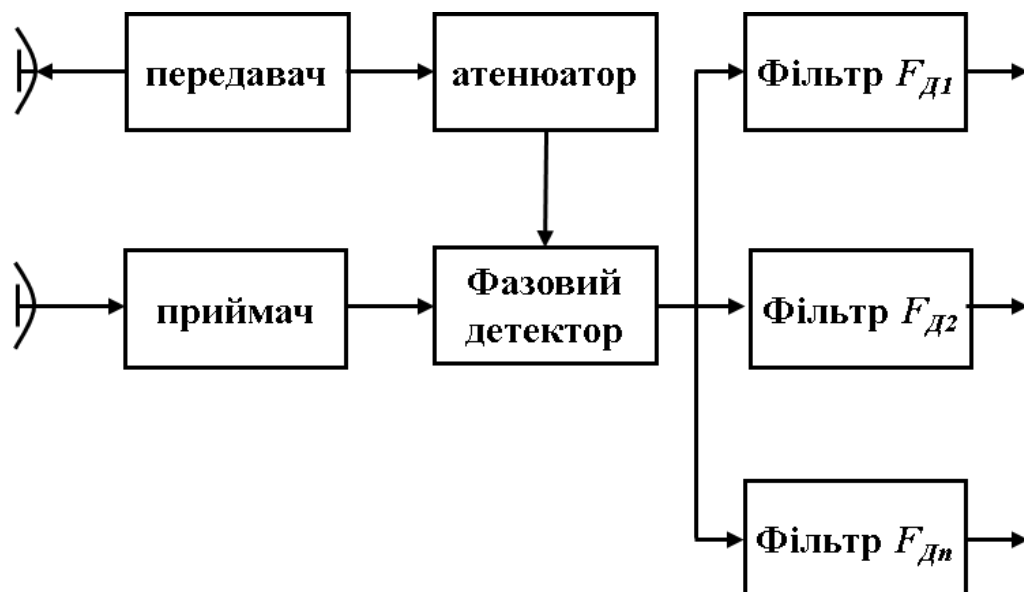 передавач
атенюатор
Фільтр FД1
приймач
Фазовий
детектор
Фільтр FД2
Фільтр FДn